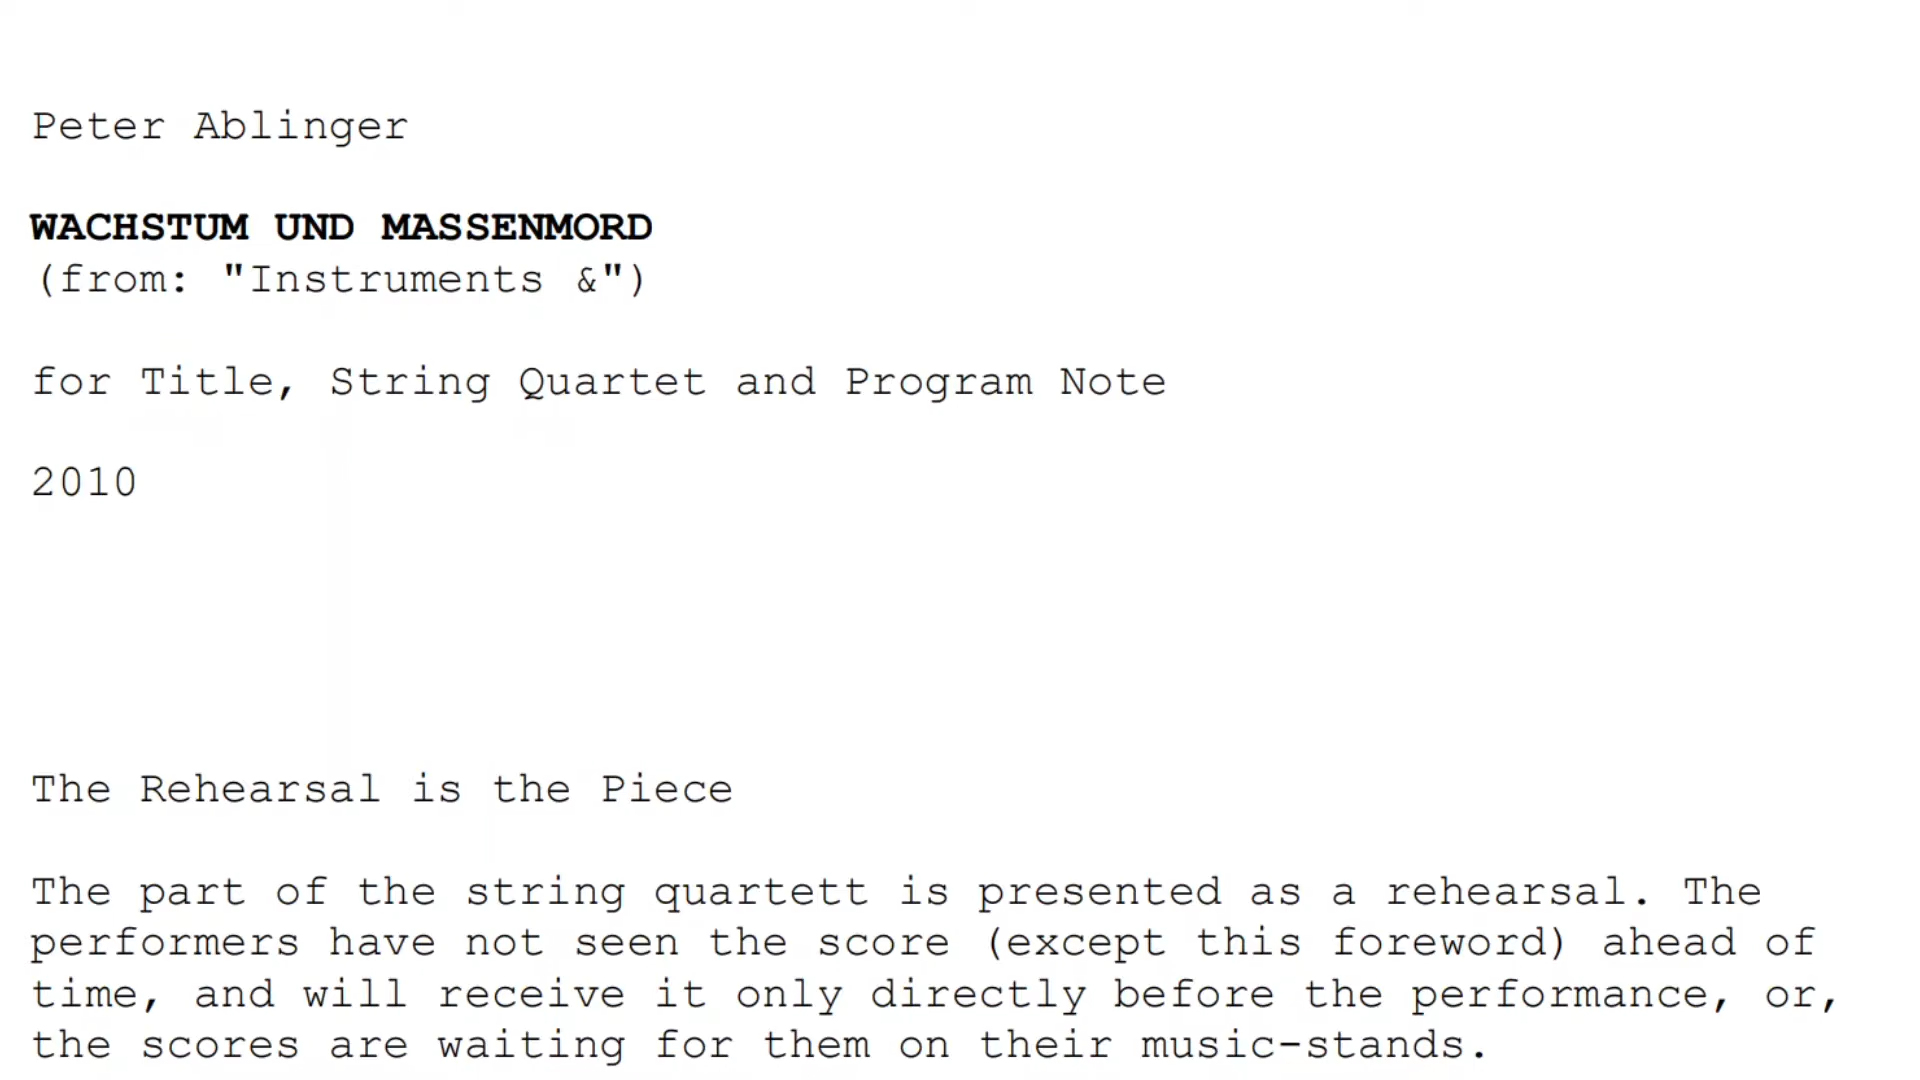 Peter Ablinger
WACHSTUM UND MASSENMORD
(from: "Instruments &")
for Title, String Quartet and Program Note
2010
The Rehearsal is the Piece
The part of the string quartett is presented as a rehearsal. The
performers have not seen the score (except this foreword) ahead of
time, and will receive it only directly before the performance, or,
the scores are waiting for them on their music-stands.